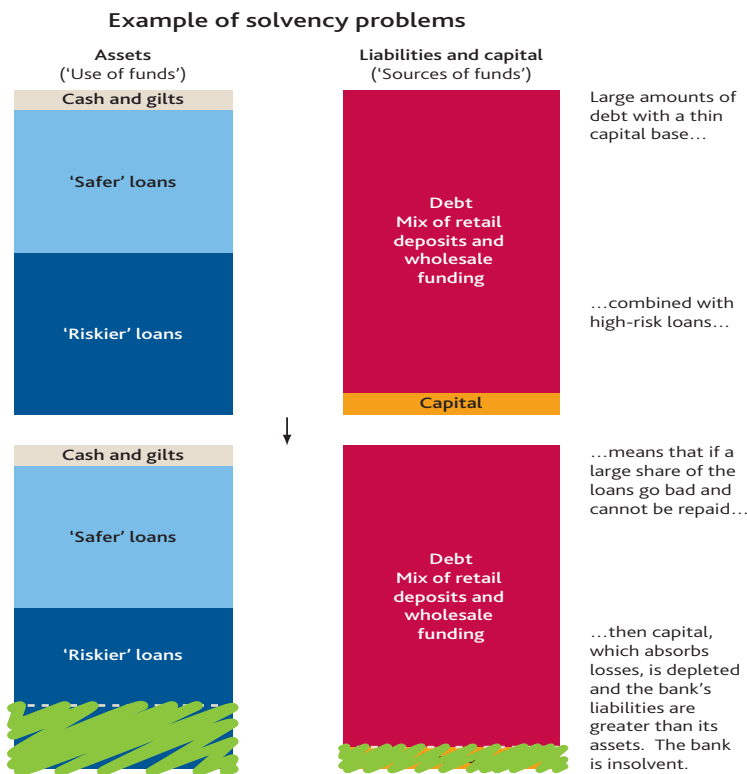 Example of solvency problems
Assets
(‘Use of funds’)
Liabilities and capital
(‘Sources of funds’)
Cash and gilts
‘Safer’ loans
‘Riskier’ loans
Debt
Mix of retail
deposits and
wholesale
funding
Capital
Large amounts of
debt with a thin
capital base…
…combined with
high-risk loans…
Cash and gilts
‘Safer’ loans
‘Riskier’ loans
Debt
Mix of retail
deposits and
wholesale
funding
…means that if a
large share of the
loans go bad and
cannot be repaid…
…then capital,
which absorbs
losses, is depleted
and the bank’s
liabilities are
greater than its
assets.  The bank
is insolvent.